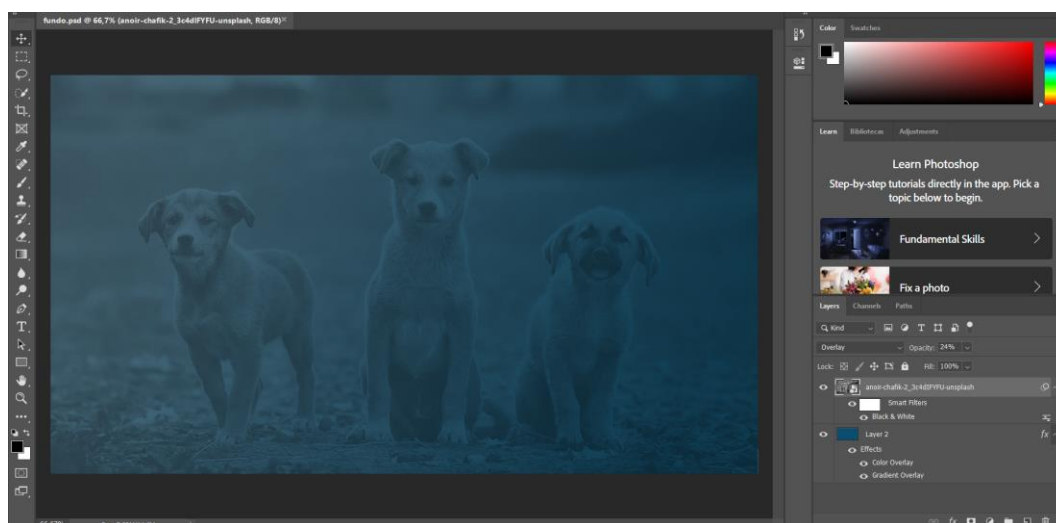 fundo.psd @ 66,7% (anoir-chafik-2_3c4dIFYFU-unsplash, RGB/8)
Color Swatches
Learn Bibliotecas Adjustments
Learn Photoshop
Step-by-step tutorials directly in the app. Pick a
topic below to begin.
Fundamental Skills
Fix a photo
Layers Channels Paths
Kind
Overlay Opacity: 24%
Lock: Fill: 100%
anoir-chafik-2_3c4dIFYFU-unsplash
Smart Filters
Black & White
Layer 2 fx
Effects
Color Overlay
Gradient Overlay